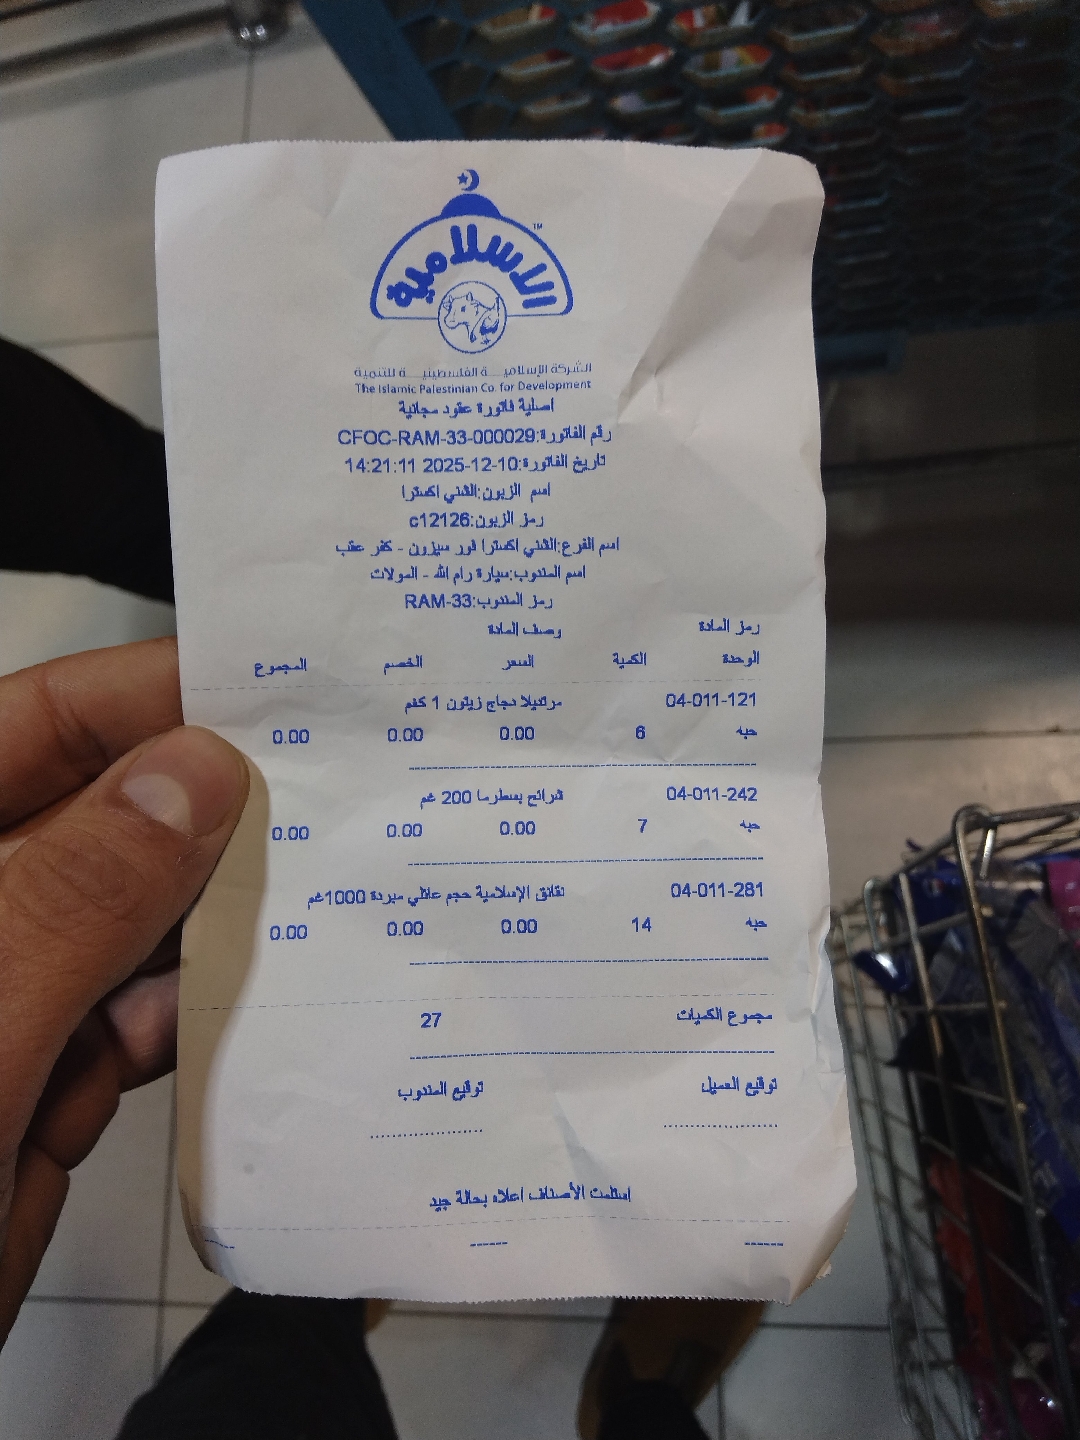 الاسلامية
TM
الشركة الإسلاميـــة الفلسطينيـــة للتنمية
The Islamic Palestinian Co. for Development
اصلية فاتورة عقود مجانية
رقم الفاتورة:CFOC-RAM-33-000029
تاريخ الفاتورة:2025-12-10 14:21:11
اسم الزبون:الشني اكسترا
رمز الزبون:c12126
اسم الفرع:الشني اكسترا فور سيزون - كفر عقب
اسم المندوب:سيارة رام الله - المولات
رمز المندوب:RAM-33
رمز المادة وصف المادة
الوحدة الكمية السعر الخصم المجموع
04-011-121 مرتديلا دجاج زيتون 1 كغم
حبه 6 0.00 0.00 0.00
04-011-242 شرائح بسطرما 200 غم
حبه 7 0.00 0.00 0.00
04-011-281 نقانق الإسلامية حجم عائلي مبردة 1000غم
حبه 14 0.00 0.00 0.00
مجموع الكميات 27
توقيع العميل توقيع المندوب
استلمت الأصناف اعلاه بحالة جيد